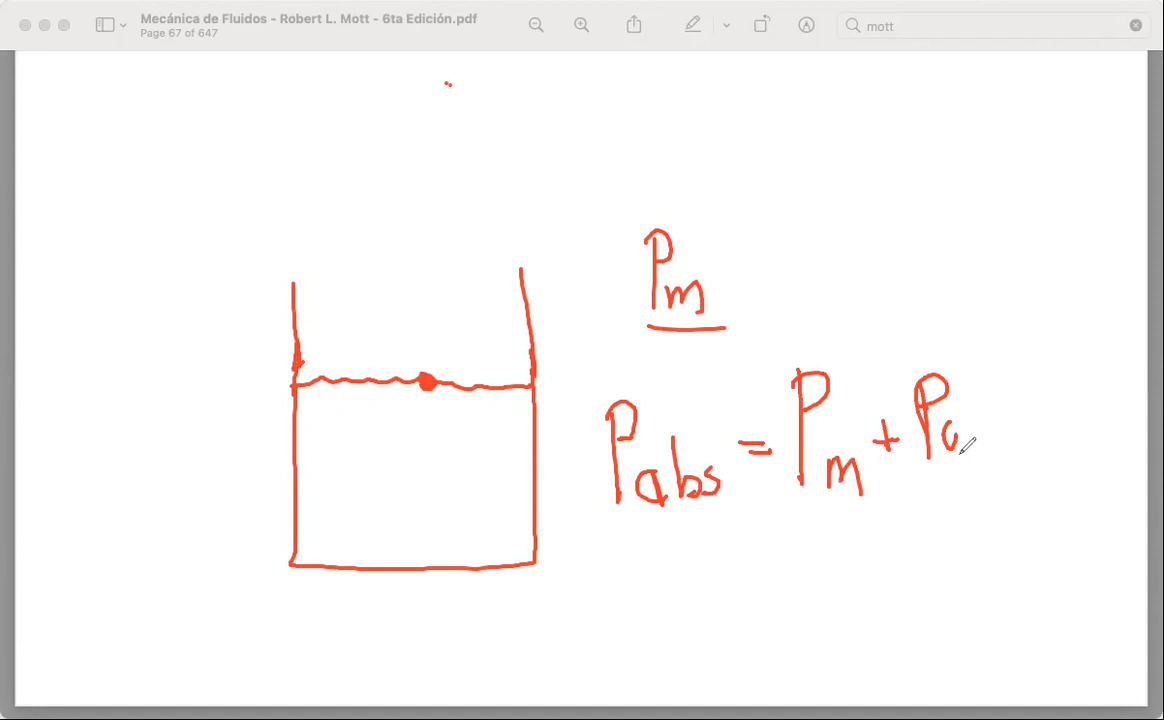 Mecánica de Fluidos - Robert L. Mott - 6ta Edición.pdf
Page 67 of 647
mott
Pm
Pabs = Pm + Pa